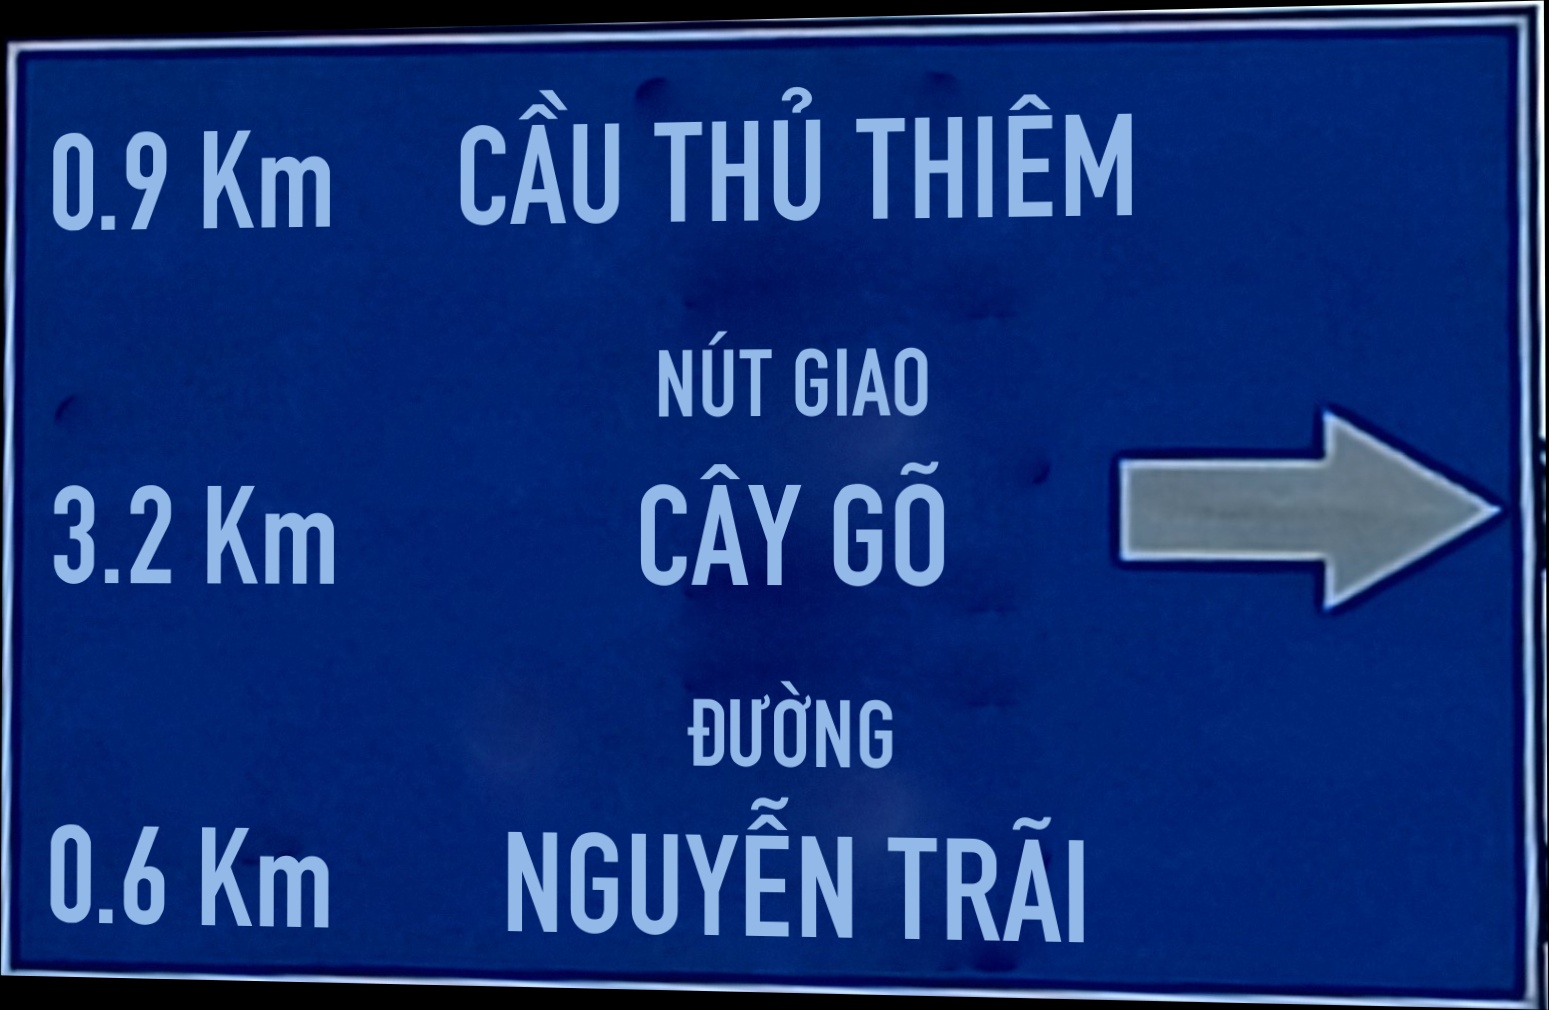 0.9 Km CẦU THỦ THIÊM
NÚT GIAO
3.2 Km CÂY GÕ
ĐƯỜNG
0.6 Km NGUYỄN TRÃI